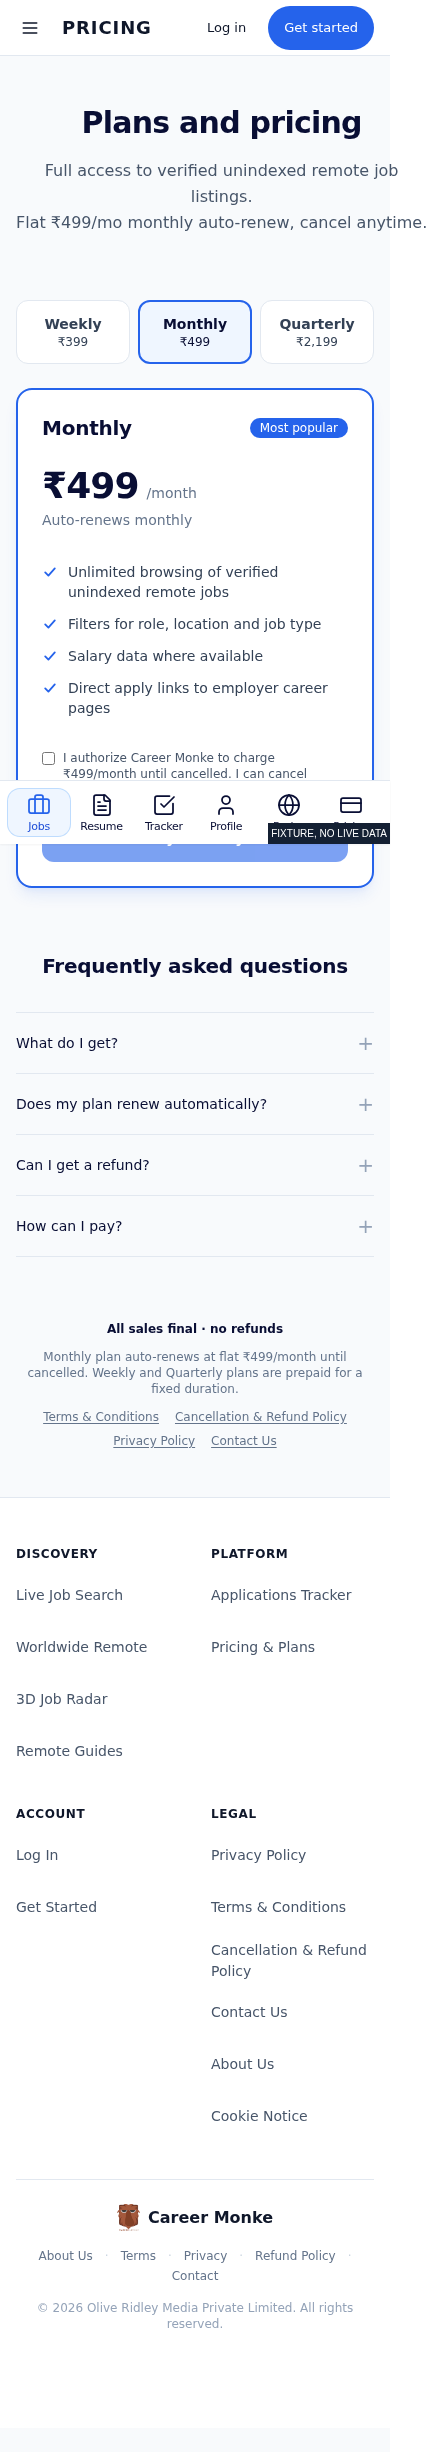 PRICING
Log in
Get started
Plans and pricing
Full access to verified unindexed remote job
listings.
Flat ₹499/mo monthly auto-renew, cancel anytime.
Weekly
₹399
Monthly
₹499
Quarterly
₹2,199
Monthly
Most popular
₹499 /month
Auto-renews monthly
Unlimited browsing of verified
unindexed remote jobs
Filters for role, location and job type
Salary data where available
Direct apply links to employer career
pages
I authorize Career Monke to charge
₹499/month until cancelled. I can cancel
Jobs
Resume
Tracker
Profile
FIXTURE, NO LIVE DATA
Frequently asked questions
What do I get?
Does my plan renew automatically?
Can I get a refund?
How can I pay?
All sales final · no refunds
Monthly plan auto-renews at flat ₹499/month until
cancelled. Weekly and Quarterly plans are prepaid for a
fixed duration.
Terms & Conditions
Cancellation & Refund Policy
Privacy Policy
Contact Us
DISCOVERY
Live Job Search
Worldwide Remote
3D Job Radar
Remote Guides
PLATFORM
Applications Tracker
Pricing & Plans
ACCOUNT
Log In
Get Started
LEGAL
Privacy Policy
Terms & Conditions
Cancellation & Refund
Policy
Contact Us
About Us
Cookie Notice
Career Monke
About Us · Terms · Privacy · Refund Policy ·
Contact
© 2026 Olive Ridley Media Private Limited. All rights
reserved.